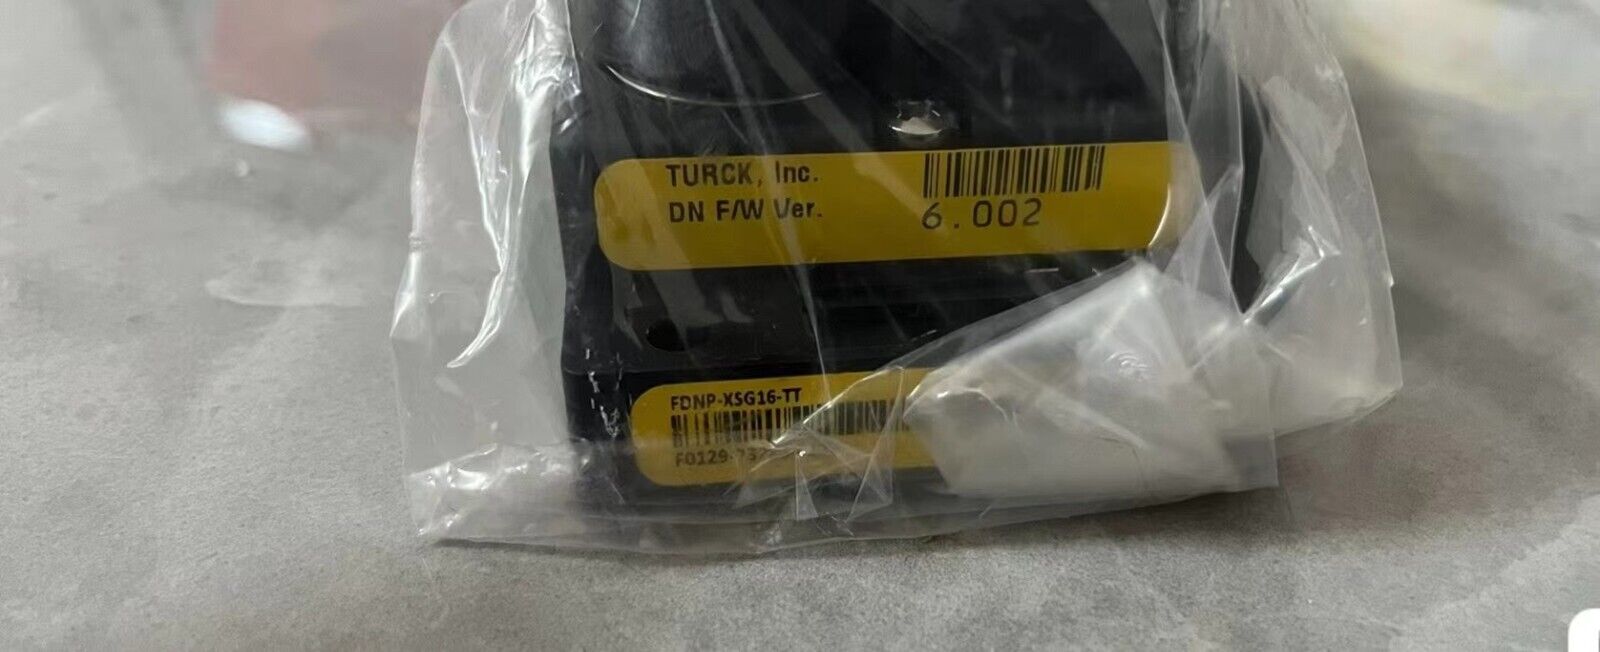 TURCK, Inc.
DN F/W Ver. 6.002
FDNP-XSG16-TT